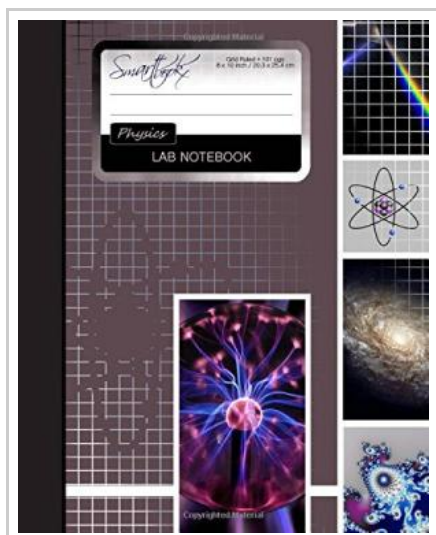 Copyrighted Material
Smartbookx
Grid Ruled • 101 pgs
8 x 10 inch / 20.3 x 25.4 cm
Physics
LAB NOTEBOOK
Copyrighted Material